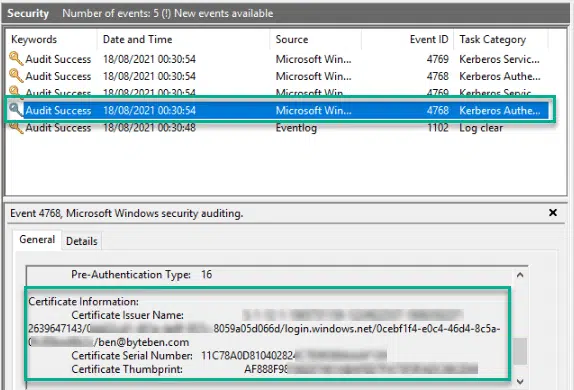 Security Number of events: 5 (!) New events available
Keywords Date and Time Source Event ID Task Category
Audit Success 18/08/2021 00:30:54 Microsoft Win... 4769 Kerberos Servic...
Audit Success 18/08/2021 00:30:54 Microsoft Win... 4768 Kerberos Authe...
Audit Success 18/08/2021 00:30:54 Microsoft Win... 4769 Kerberos Servic...
Audit Success 18/08/2021 00:30:54 Microsoft Win... 4768 Kerberos Authe...
Audit Success 18/08/2021 00:30:48 Eventlog 1102 Log clear
Event 4768, Microsoft Windows security auditing.
General Details
Pre-Authentication Type: 16
Certificate Information:
Certificate Issuer Name:
2639647143/0 8059a05d066d/login.windows.net/0cebf1f4-e0c4-46d4-8c5a-
/ben@byteben.com
Certificate Serial Number: 11C78A0D81040282
Certificate Thumbprint: AF888F98